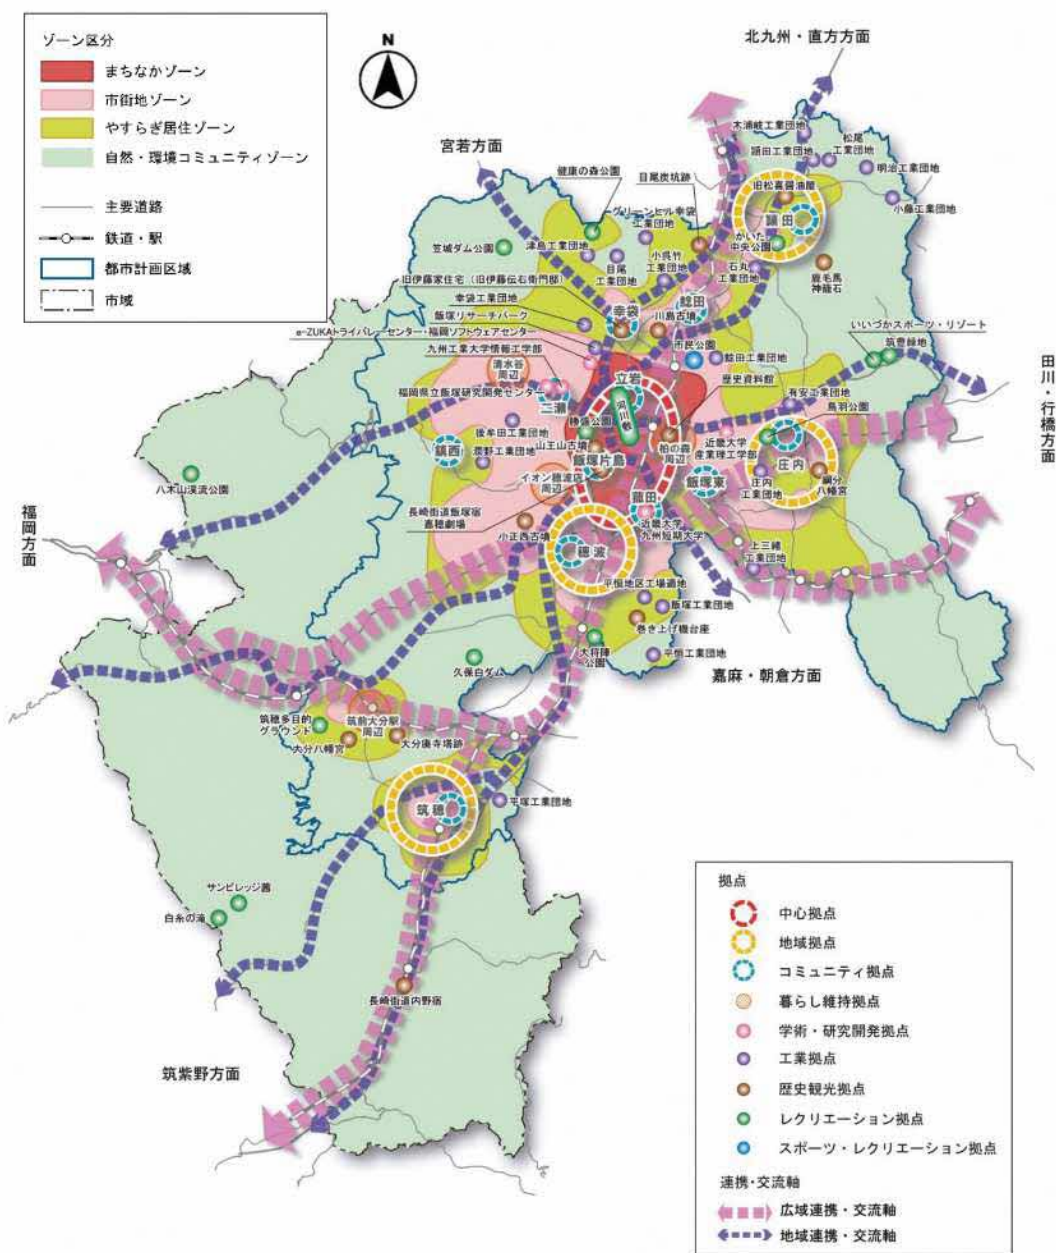 ゾーン区分
まちなかゾーン
市街地ゾーン
やすらぎ居住ゾーン
自然・環境コミュニティゾーン
主要道路
鉄道・駅
都市計画区域
市域
N
北九州・直方方面
宮若方面
木浦岐工業団地
松尾
工業団地
頴田工業団地
明治工業団地
小藤工業団地
健康の森公園
目尾炭坑跡
旧松喜醤油屋
頴田
かいた
中央公園
鹿毛馬
神籠石
グリーンヒル幸袋
工業団地
笠城ダム公園
津島工業団地
目尾
工業団地
小呉竹
工業団地
石丸
工業団地
旧伊藤家住宅（旧伊藤伝右衛門邸）
幸袋工業団地
幸袋
川島古墳
鯰田
飯塚リサーチパーク
e-ZUKAトライバレーセンター・福岡ソフトウェアセンター
九州工業大学情報工学部
市民公園
鯰田工業団地
いいづかスポーツ・リゾート
筑豊緑地
田川・行橋方面
清水谷
周辺
福岡県立飯塚研究開発センター
二瀬
立岩
歴史資料館
河川敷
有安工業団地
鳥羽公園
後牟田工業団地
勝盛公園
山王山古墳
柏の森
周辺
近畿大学
産業理工学部
鎮西
潤野工業団地
飯塚片島
飯塚東
庄内
庄内
工業団地
綱分
八幡宮
イオン穂波店
周辺
菰田
八木山渓流公園
長崎街道飯塚宿
嘉穂劇場
小正西古墳
近畿大学
九州短期大学
福岡方面
穂波
上三緒
工業団地
平恒地区工場適地
飯塚工業団地
巻き上げ機台座
大将陣
公園
平恒工業団地
久保白ダム
嘉麻・朝倉方面
筑穂多目的
グラウンド
筑前大分駅
周辺
大分八幡宮
大分廃寺塔跡
筑穂
平塚工業団地
サンビレッジ茜
白糸の滝
長崎街道内野宿
筑紫野方面
拠点
中心拠点
地域拠点
コミュニティ拠点
暮らし維持拠点
学術・研究開発拠点
工業拠点
歴史観光拠点
レクリエーション拠点
スポーツ・レクリエーション拠点
連携・交流軸
広域連携・交流軸
地域連携・交流軸